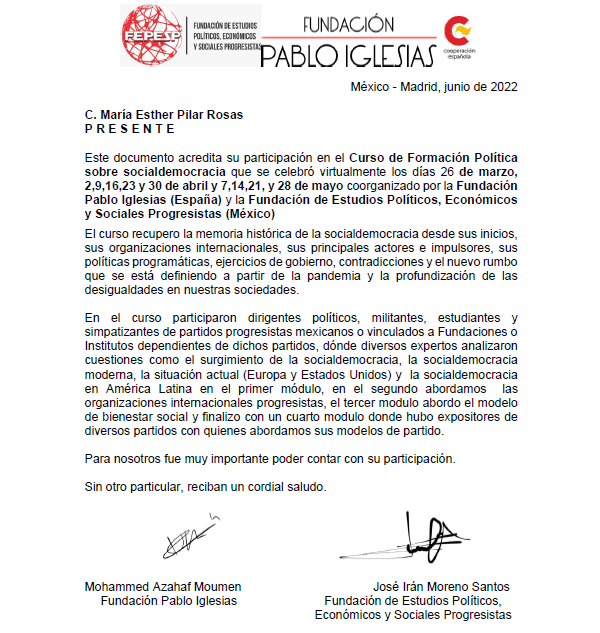 FEPESP
FUNDACIÓN DE ESTUDIOS
POLÍTICOS, ECONÓMICOS
Y SOCIALES PROGRESISTAS
FUNDACIÓN
PABLO IGLESIAS
cooperación
española
México - Madrid, junio de 2022
C. María Esther Pilar Rosas
P R E S E N T E
Este documento acredita su participación en el Curso de Formación Política
sobre socialdemocracia que se celebró virtualmente los días 26 de marzo,
2,9,16,23 y 30 de abril y 7,14,21, y 28 de mayo coorganizado por la Fundación
Pablo Iglesias (España) y la Fundación de Estudios Políticos, Económicos
y Sociales Progresistas (México)
El curso recupero la memoria histórica de la socialdemocracia desde sus inicios,
sus organizaciones internacionales, sus principales actores e impulsores, sus
políticas programáticas, ejercicios de gobierno, contradicciones y el nuevo rumbo
que se está definiendo a partir de la pandemia y la profundización de las
desigualdades en nuestras sociedades.
En el curso participaron dirigentes políticos, militantes, estudiantes y
simpatizantes de partidos progresistas mexicanos o vinculados a Fundaciones o
Institutos dependientes de dichos partidos, dónde diversos expertos analizaron
cuestiones como el surgimiento de la socialdemocracia, la socialdemocracia
moderna, la situación actual (Europa y Estados Unidos) y la socialdemocracia
en América Latina en el primer módulo, en el segundo abordamos las
organizaciones internacionales progresistas, el tercer modulo abordo el modelo
de bienestar social y finalizo con un cuarto modulo donde hubo expositores de
diversos partidos con quienes abordamos sus modelos de partido.
Para nosotros fue muy importante poder contar con su participación.
Sin otro particular, reciban un cordial saludo.
Mohammed Azahaf Moumen
Fundación Pablo Iglesias
José Irán Moreno Santos
Fundación de Estudios Políticos,
Económicos y Sociales Progresistas